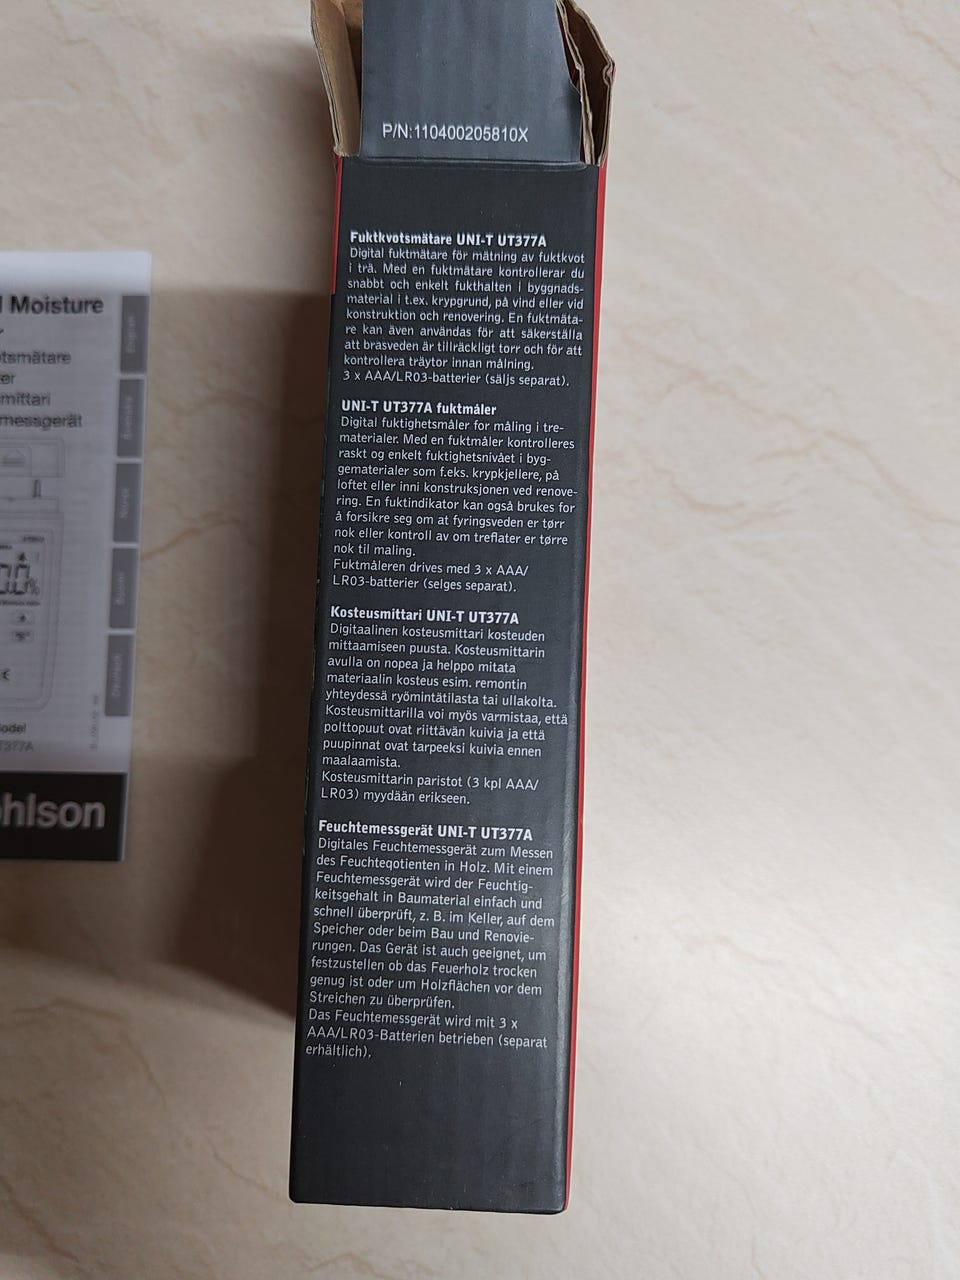 P/N:110400205810X
Fuktkvotsmätare UNI-T UT377A
Digital fuktmätare för mätning av fuktkvot
i trä. Med en fuktmätare kontrollerar du
snabbt och enkelt fukthalten i byggnads-
material i t.ex. krypgrund, på vind eller vid
konstruktion och renovering. En fuktmäta-
re kan även användas för att säkerställa
att brasveden är tillräckligt torr och för att
kontrollera träytor innan målning.
3 x AAA/LR03-batterier (säljs separat).
UNI-T UT377A fuktmåler
Digital fuktighetsmåler for måling i tre-
materialer. Med en fuktmåler kontrolleres
raskt og enkelt fuktighetsnivået i byg-
gematerialer som f.eks. krypkjellere, på
loftet eller inni konstruksjonen ved renove-
ring. En fuktindikator kan også brukes for
å forsikre seg om at fyringsveden er tørr
nok eller kontroll av om treflater er tørre
nok til maling.
Fuktmåleren drives med 3 x AAA/
LR03-batterier (selges separat).
Kosteusmittari UNI-T UT377A
Digitaalinen kosteusmittari kosteuden
mittaamiseen puusta. Kosteusmittarin
avulla on nopea ja helppo mitata
materiaalin kosteus esim. remontin
yhteydessä ryömintätilasta tai ullakolta.
Kosteusmittarilla voi myös varmistaa, että
polttopuut ovat riittävän kuivia ja että
puupinnat ovat tarpeeksi kuivia ennen
maalaamista.
Kosteusmittarin paristot (3 kpl AAA/
LR03) myydään erikseen.
Feuchtemessgerät UNI-T UT377A
Digitales Feuchtemessgerät zum Messen
des Feuchteqotienten in Holz. Mit einem
Feuchtemessgerät wird der Feuchtig-
keitsgehalt in Baumaterial einfach und
schnell überprüft, z. B. im Keller, auf dem
Speicher oder beim Bau und Renovie-
rungen. Das Gerät ist auch geeignet, um
festzustellen ob das Feuerholz trocken
genug ist oder um Holzflächen vor dem
Streichen zu überprüfen.
Das Feuchtemessgerät wird mit 3 x
AAA/LR03-Batterien betrieben (separat
erhältlich).
l Moisture
otsmätare
er
mittari
messgerät
English
Svenska
Norsk
Suomi
Deutsch
odel
T377A
ohlson